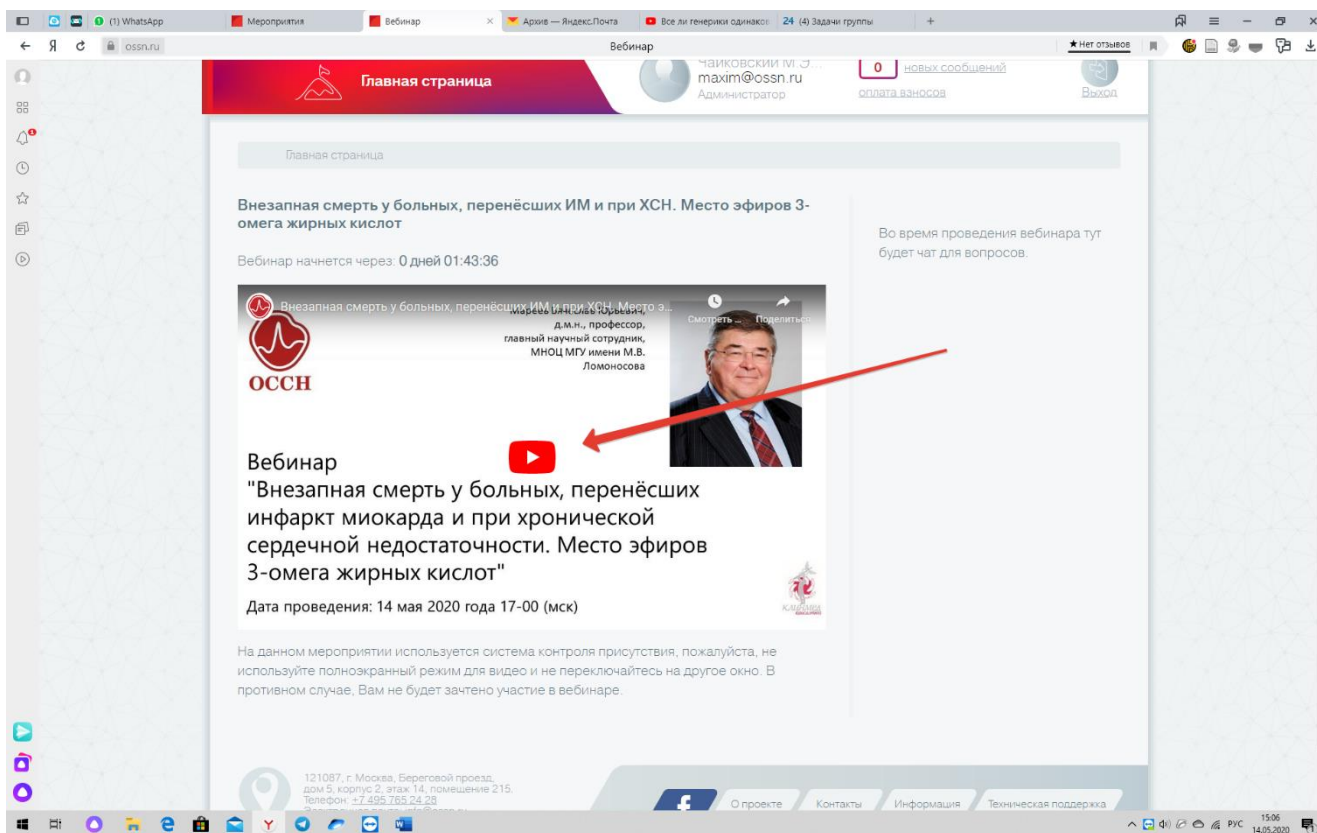 (1) WhatsApp
Мероприятия
Вебинар
Архив — Яндекс.Почта
Все ли генерики одинаков
24 (4) Задачи группы
ossn.ru
Вебинар
Нет отзывов
Главная страница
Чайковский М.Э...
maxim@ossn.ru
Администратор
0 новых сообщений
оплата взносов
Выход
Главная страница
Внезапная смерть у больных, перенёсших ИМ и при ХСН. Место эфиров 3-
омега жирных кислот
Вебинар начнется через: 0 дней 01:43:36
Во время проведения вебинара тут
будет чат для вопросов.
Внезапная смерть у больных, перенёсших ИМ и при ХСН. Место э...
Смотреть ...
Поделиться
Мареев Вячеслав Юрьевич,
д.м.н., профессор,
главный научный сотрудник,
МНОЦ МГУ имени М.В.
Ломоносова
ОССН
Вебинар
"Внезапная смерть у больных, перенёсших
инфаркт миокарда и при хронической
сердечной недостаточности. Место эфиров
3-омега жирных кислот"
Дата проведения: 14 мая 2020 года 17-00 (мск)
На данном мероприятии используется система контроля присутствия, пожалуйста, не
используйте полноэкранный режим для видео и не переключайтесь на другое окно. В
противном случае, Вам не будет зачтено участие в вебинаре.
121087, г. Москва, Береговой проезд,
дом 5, корпус 2, этаж 14, помещение 215.
Телефон: +7 495 765 24 28
О проекте
Контакты
Информация
Техническая поддержка
РУС
15:06
14.05.2020